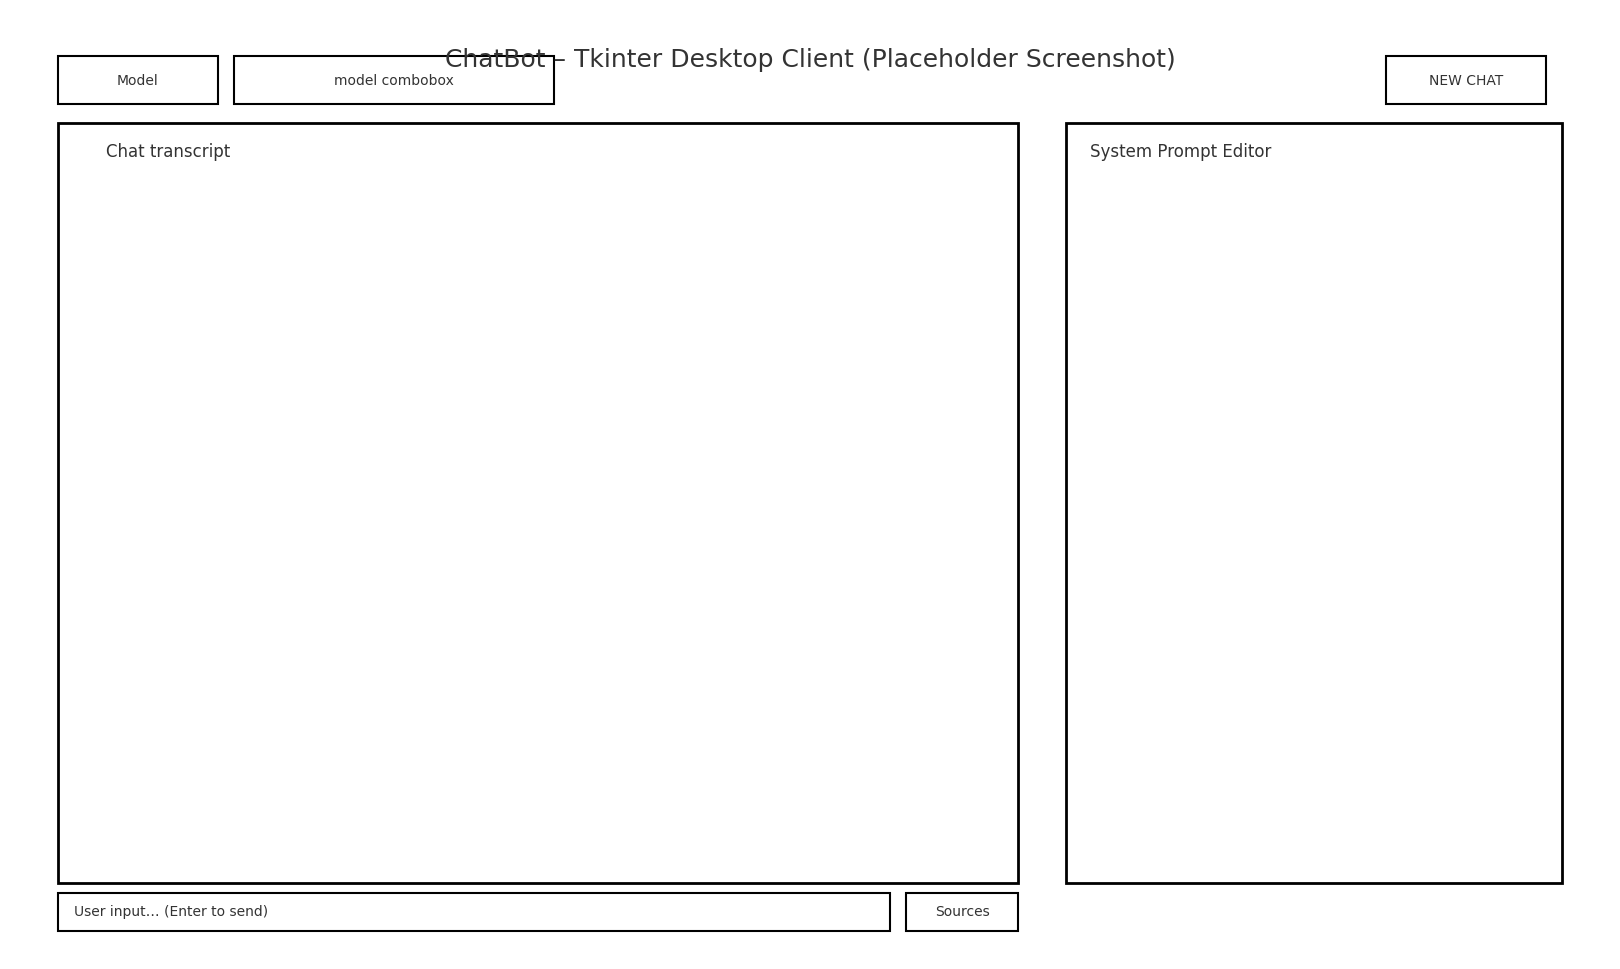 ChatBot – Tkinter Desktop Client (Placeholder Screenshot)
Model
model combobox
NEW CHAT
Chat transcript
System Prompt Editor
User input… (Enter to send)
Sources